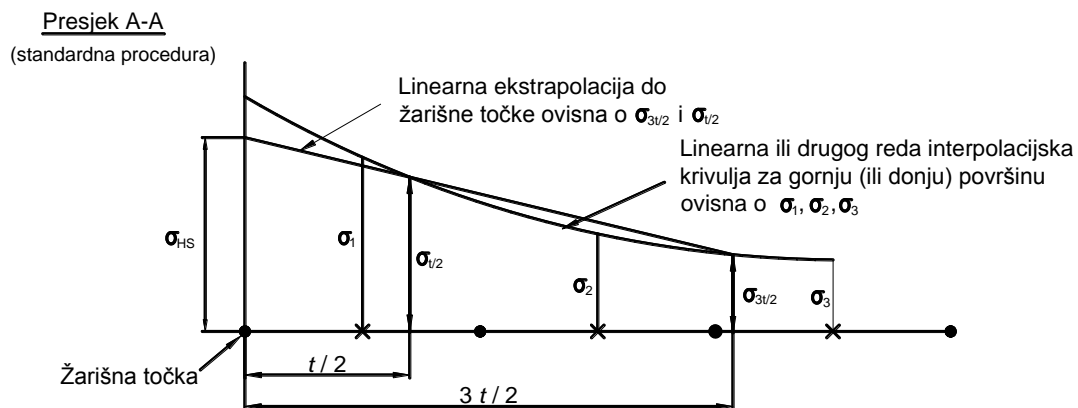 Presjek A-A
(standardna procedura)
Linearna ekstrapolacija do
žarišne točke ovisna o σ3t/2 i σt/2
Linearna ili drugog reda interpolacijska
krivulja za gornju (ili donju) površinu
ovisna o σ1, σ2, σ3
σHS
σ1
σt/2
σ2
σ3t/2
σ3
Žarišna točka
t / 2
3 t / 2